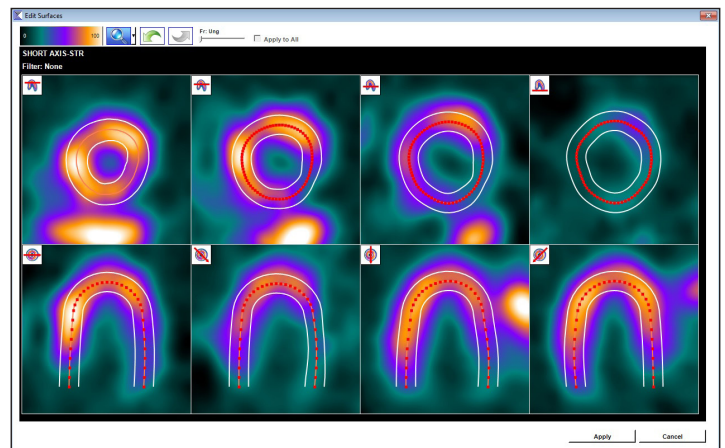 Edit Surfaces
0 100
Fr: Ung
Apply to All
SHORT AXIS-STR
Filter: None
Apply Cancel